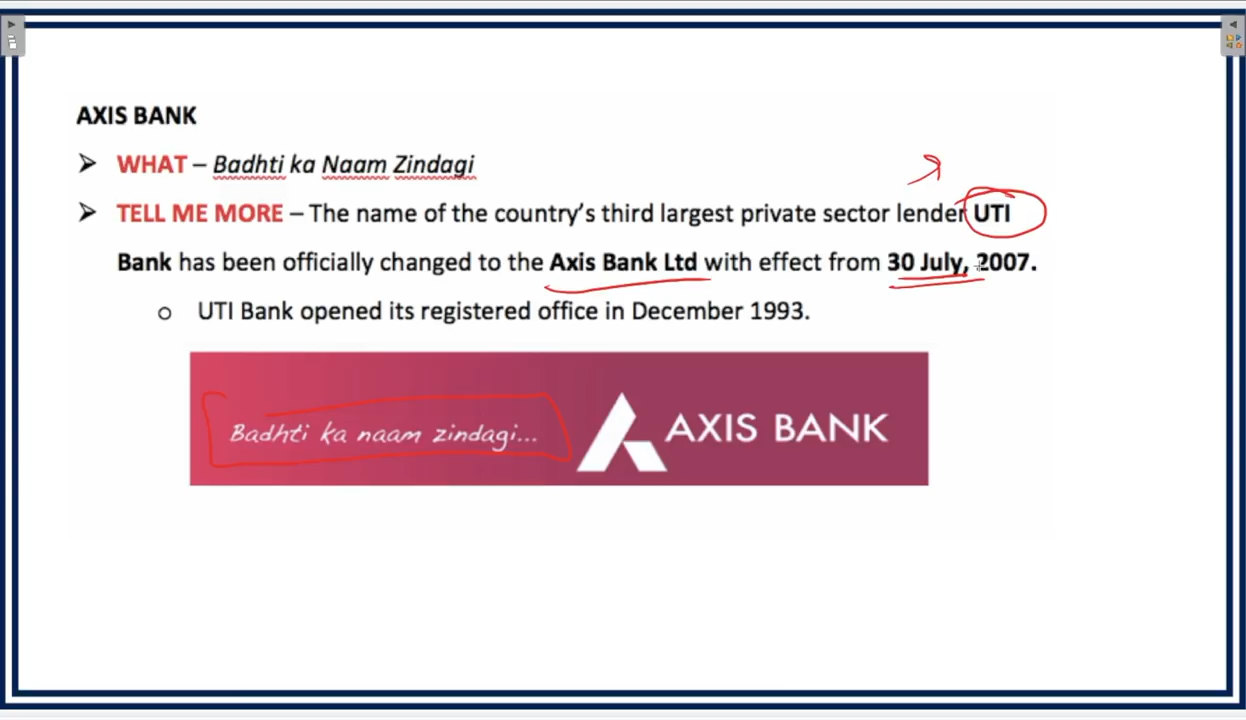 AXIS BANK
➢ WHAT – Badhti ka Naam Zindagi
➢ TELL ME MORE – The name of the country's third largest private sector lender UTI
Bank has been officially changed to the Axis Bank Ltd with effect from 30 July, 2007.
o UTI Bank opened its registered office in December 1993.
Badhti ka naam zindagi... AXIS BANK